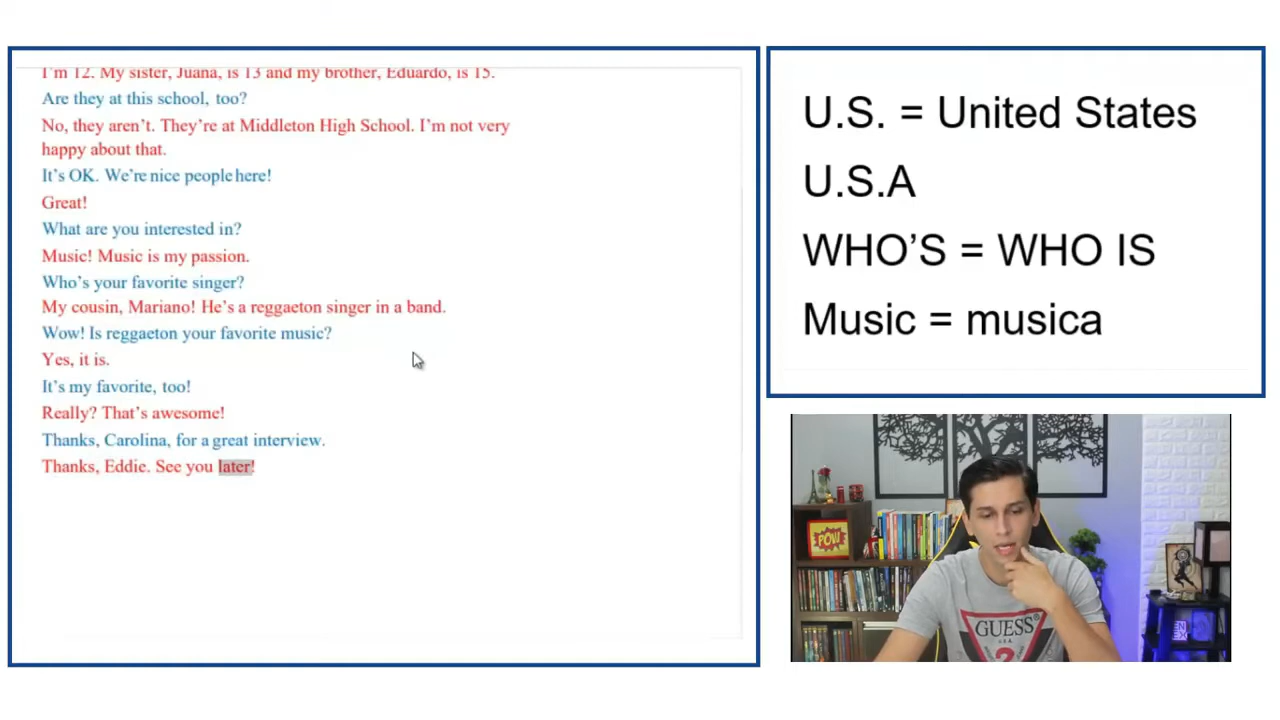 I'm 12. My sister, Juana, is 13 and my brother, Eduardo, is 15.
Are they at this school, too?
No, they aren't. They're at Middleton High School. I'm not very
happy about that.
It's OK. We're nice people here!
Great!
What are you interested in?
Music! Music is my passion.
Who's your favorite singer?
My cousin, Mariano! He's a reggaeton singer in a band.
Wow! Is reggaeton your favorite music?
Yes, it is.
It's my favorite, too!
Really? That's awesome!
Thanks, Carolina, for a great interview.
Thanks, Eddie. See you later!
U.S. = United States
U.S.A
WHO'S = WHO IS
Music = musica
POW
GUESS
U.S.A.
?